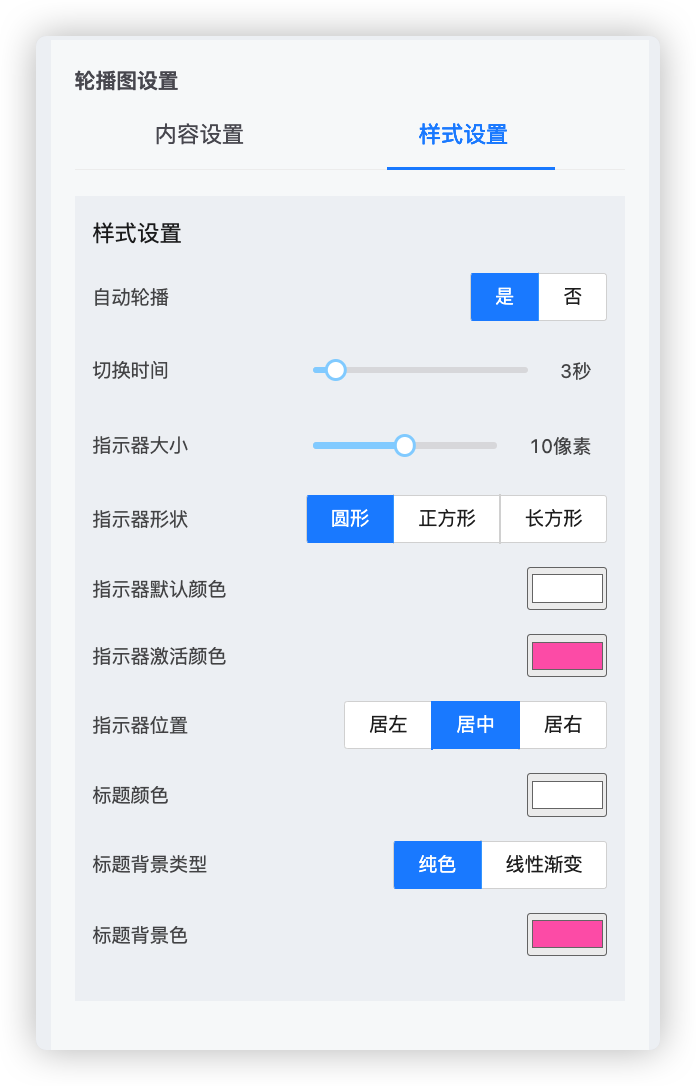 轮播图设置
内容设置 样式设置
样式设置
自动轮播 是 否
切换时间 3秒
指示器大小 10像素
指示器形状 圆形 正方形 长方形
指示器默认颜色
指示器激活颜色
指示器位置 居左 居中 居右
标题颜色
标题背景类型 纯色 线性渐变
标题背景色